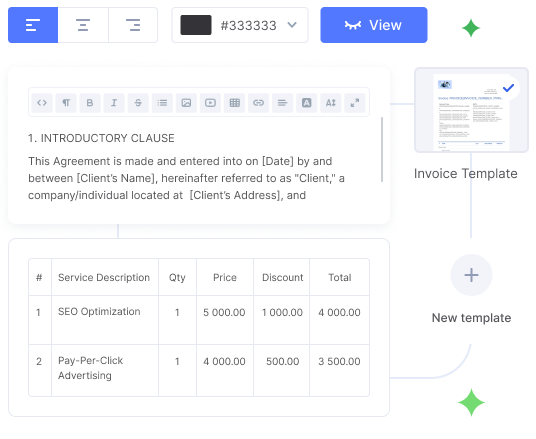 #333333
View
B
I
S
A
A
1. INTRODUCTORY CLAUSE
This Agreement is made and entered into on [Date] by and
between [Client's Name], hereinafter referred to as "Client," a
company/individual located at [Client's Address], and
Invoice Template
New template
# Service Description Qty Price Discount Total
1 SEO Optimization 1 5 000.00 1 000.00 4 000.00
2 Pay-Per-Click 1 4 000.00 500.00 3 500.00
Advertising